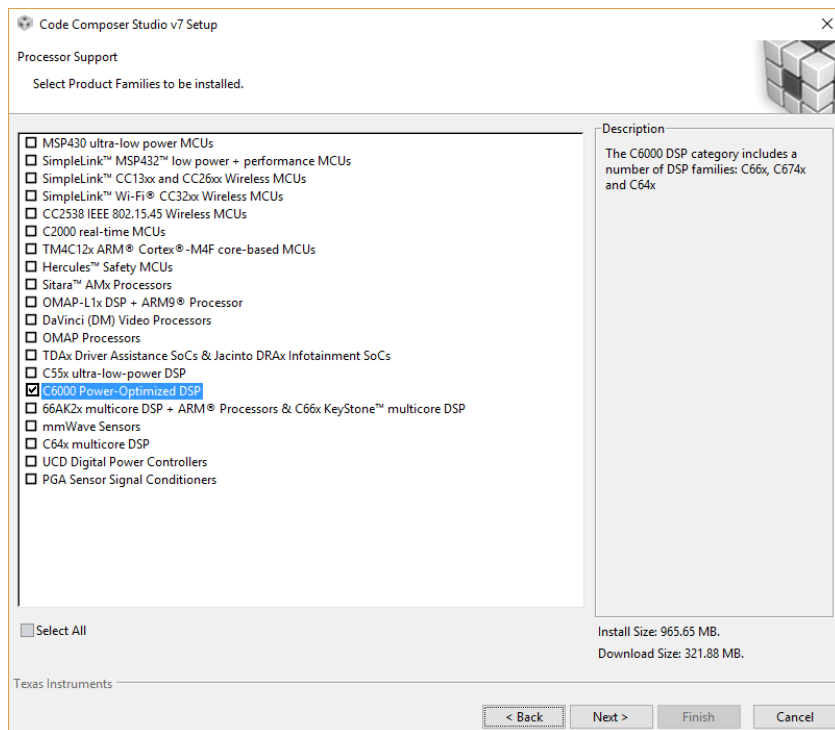 Code Composer Studio v7 Setup
Processor Support
Select Product Families to be installed.
MSP430 ultra-low power MCUs
SimpleLink™ MSP432™ low power + performance MCUs
SimpleLink™ CC13xx and CC26xx Wireless MCUs
SimpleLink™ Wi-Fi® CC32xx Wireless MCUs
CC2538 IEEE 802.15.45 Wireless MCUs
C2000 real-time MCUs
TM4C12x ARM® Cortex®-M4F core-based MCUs
Hercules™ Safety MCUs
Sitara™ AMx Processors
OMAP-L1x DSP + ARM9® Processor
DaVinci (DM) Video Processors
OMAP Processors
TDAx Driver Assistance SoCs & Jacinto DRAx Infotainment SoCs
C55x ultra-low-power DSP
C6000 Power-Optimized DSP
66AK2x multicore DSP + ARM® Processors & C66x KeyStone™ multicore DSP
mmWave Sensors
C64x multicore DSP
UCD Digital Power Controllers
PGA Sensor Signal Conditioners
Description
The C6000 DSP category includes a
number of DSP families: C66x, C674x
and C64x
Select All
Install Size: 965.65 MB.
Download Size: 321.88 MB.
Texas Instruments
< Back Next > Finish Cancel